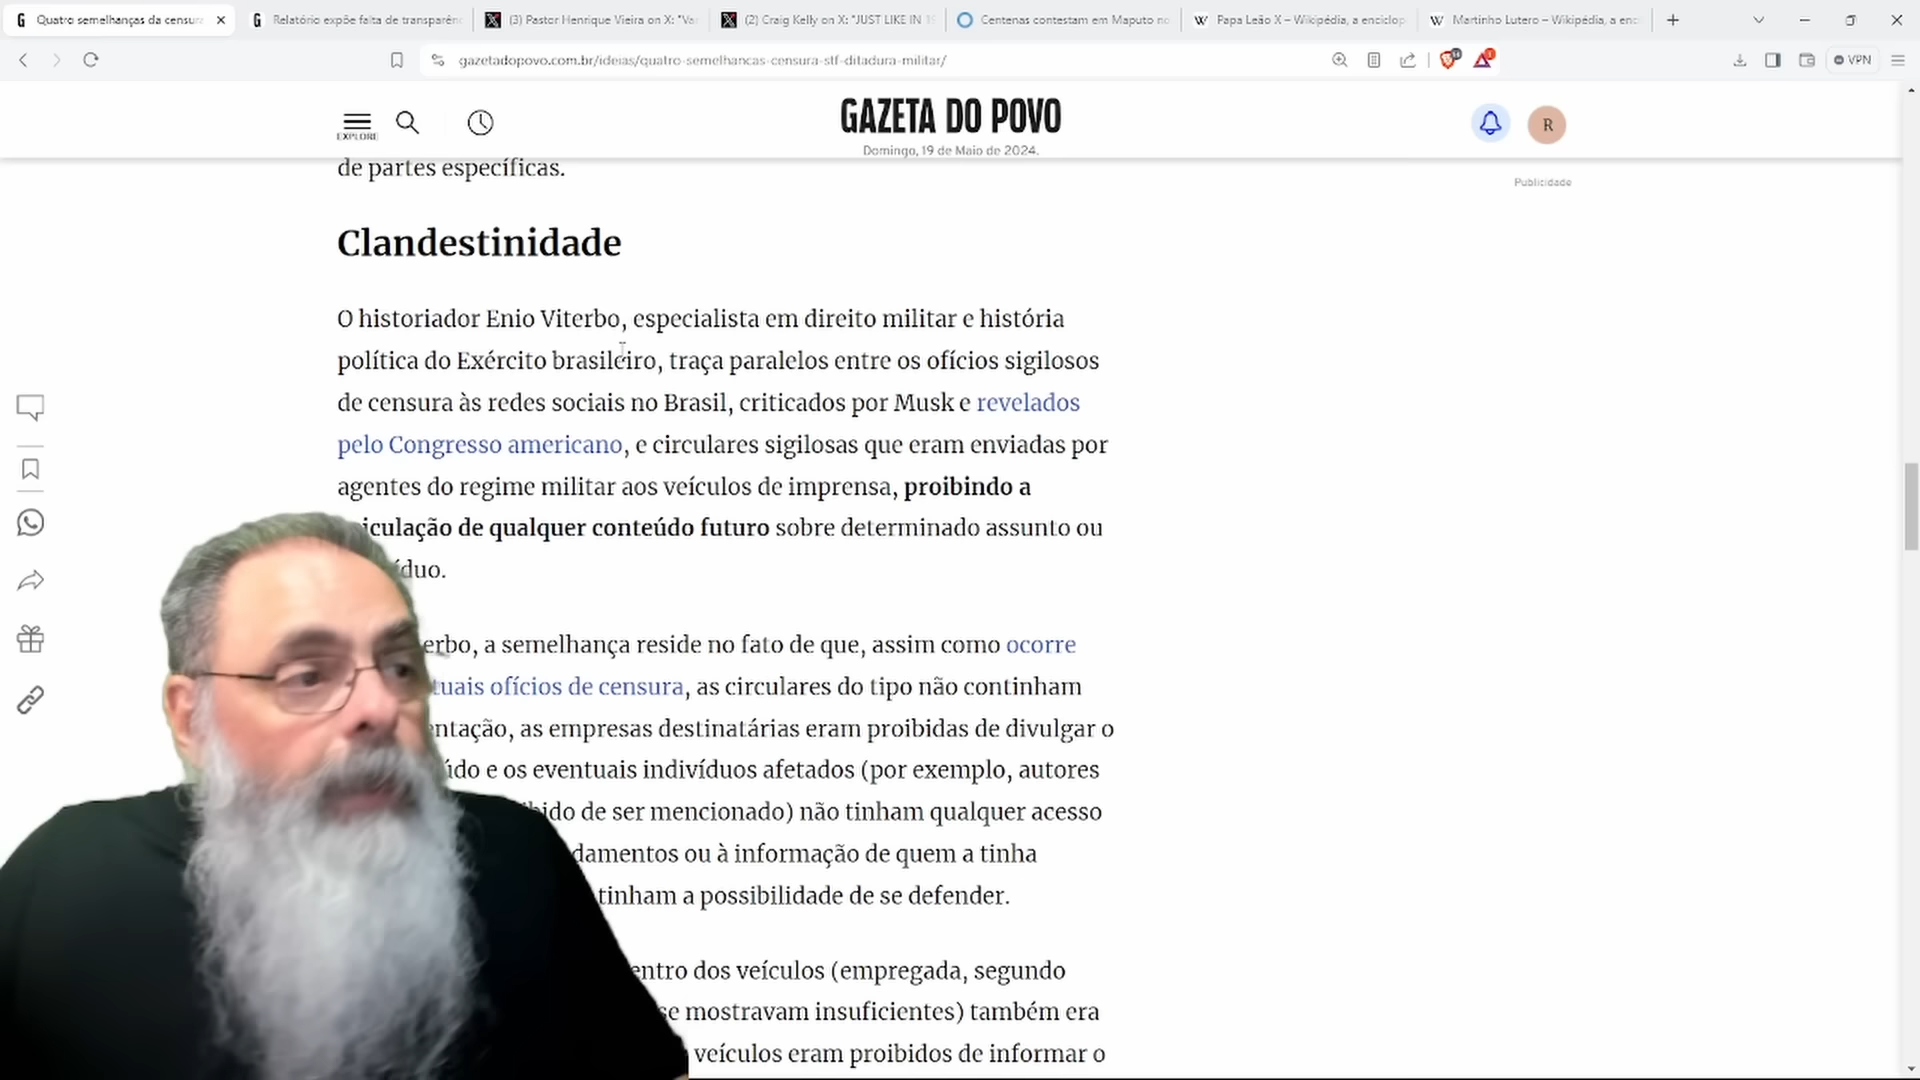 Quatro semelhanças da censura
Relatório expõe falta de transparênc
(3) Pastor Henrique Vieira on X: "Va
(2) Craig Kelly on X: "JUST LIKE IN 1
Centenas contestam em Maputo no
Papa Leão X – Wikipédia, a enciclop
Martinho Lutero – Wikipédia, a enc
gazetadopovo.com.br/ideias/quatro-semelhancas-censura-stf-ditadura-militar/
VPN
EXPLORE
GAZETA DO POVO
Domingo, 19 de Maio de 2024.
R
Publicidade
de partes específicas.
Clandestinidade
O historiador Enio Viterbo, especialista em direito militar e história
política do Exército brasileiro, traça paralelos entre os ofícios sigilosos
de censura às redes sociais no Brasil, criticados por Musk e revelados
pelo Congresso americano, e circulares sigilosas que eram enviadas por
agentes do regime militar aos veículos de imprensa, proibindo a
iculação de qualquer conteúdo futuro sobre determinado assunto ou
duo.
erbo, a semelhança reside no fato de que, assim como ocorre
tuais ofícios de censura, as circulares do tipo não continham
entação, as empresas destinatárias eram proibidas de divulgar o
údo e os eventuais indivíduos afetados (por exemplo, autores
ibido de ser mencionado) não tinham qualquer acesso
damentos ou à informação de quem a tinha
tinham a possibilidade de se defender.
entro dos veículos (empregada, segundo
se mostravam insuficientes) também era
veículos eram proibidos de informar o